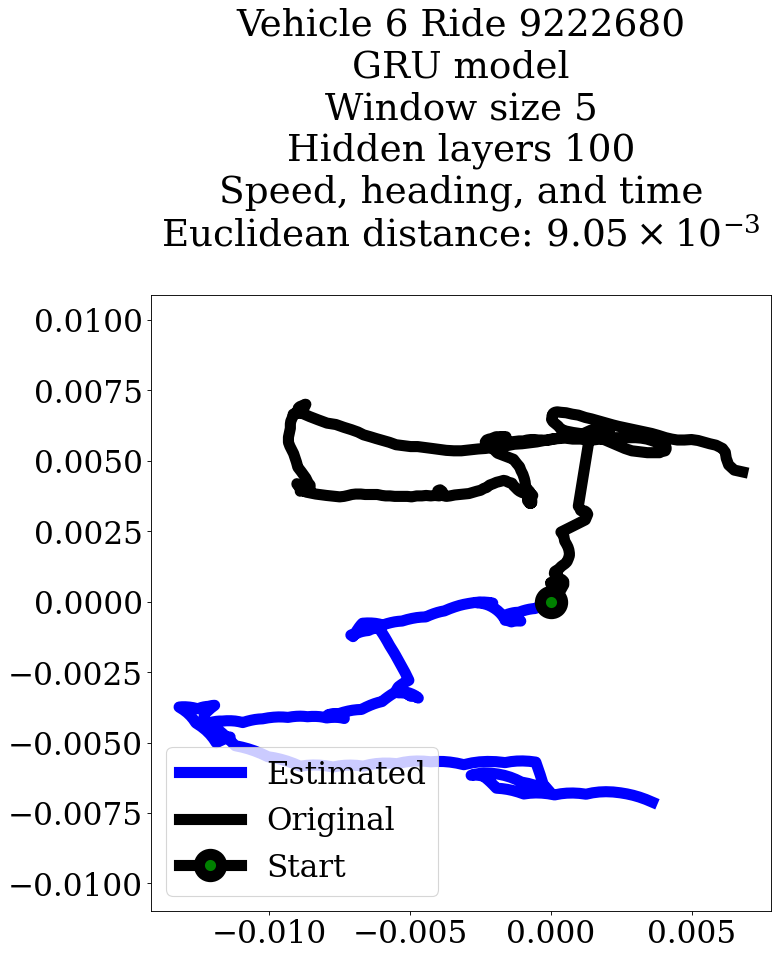 Vehicle 6 Ride 9222680
GRU model
Window size 5
Hidden layers 100
Speed, heading, and time
Euclidean distance: 9.05 × 10⁻³
0.0100
0.0075
0.0050
0.0025
0.0000
−0.0025
−0.0050
−0.0075
−0.0100
Estimated
Original
Start
−0.010 −0.005 0.000 0.005